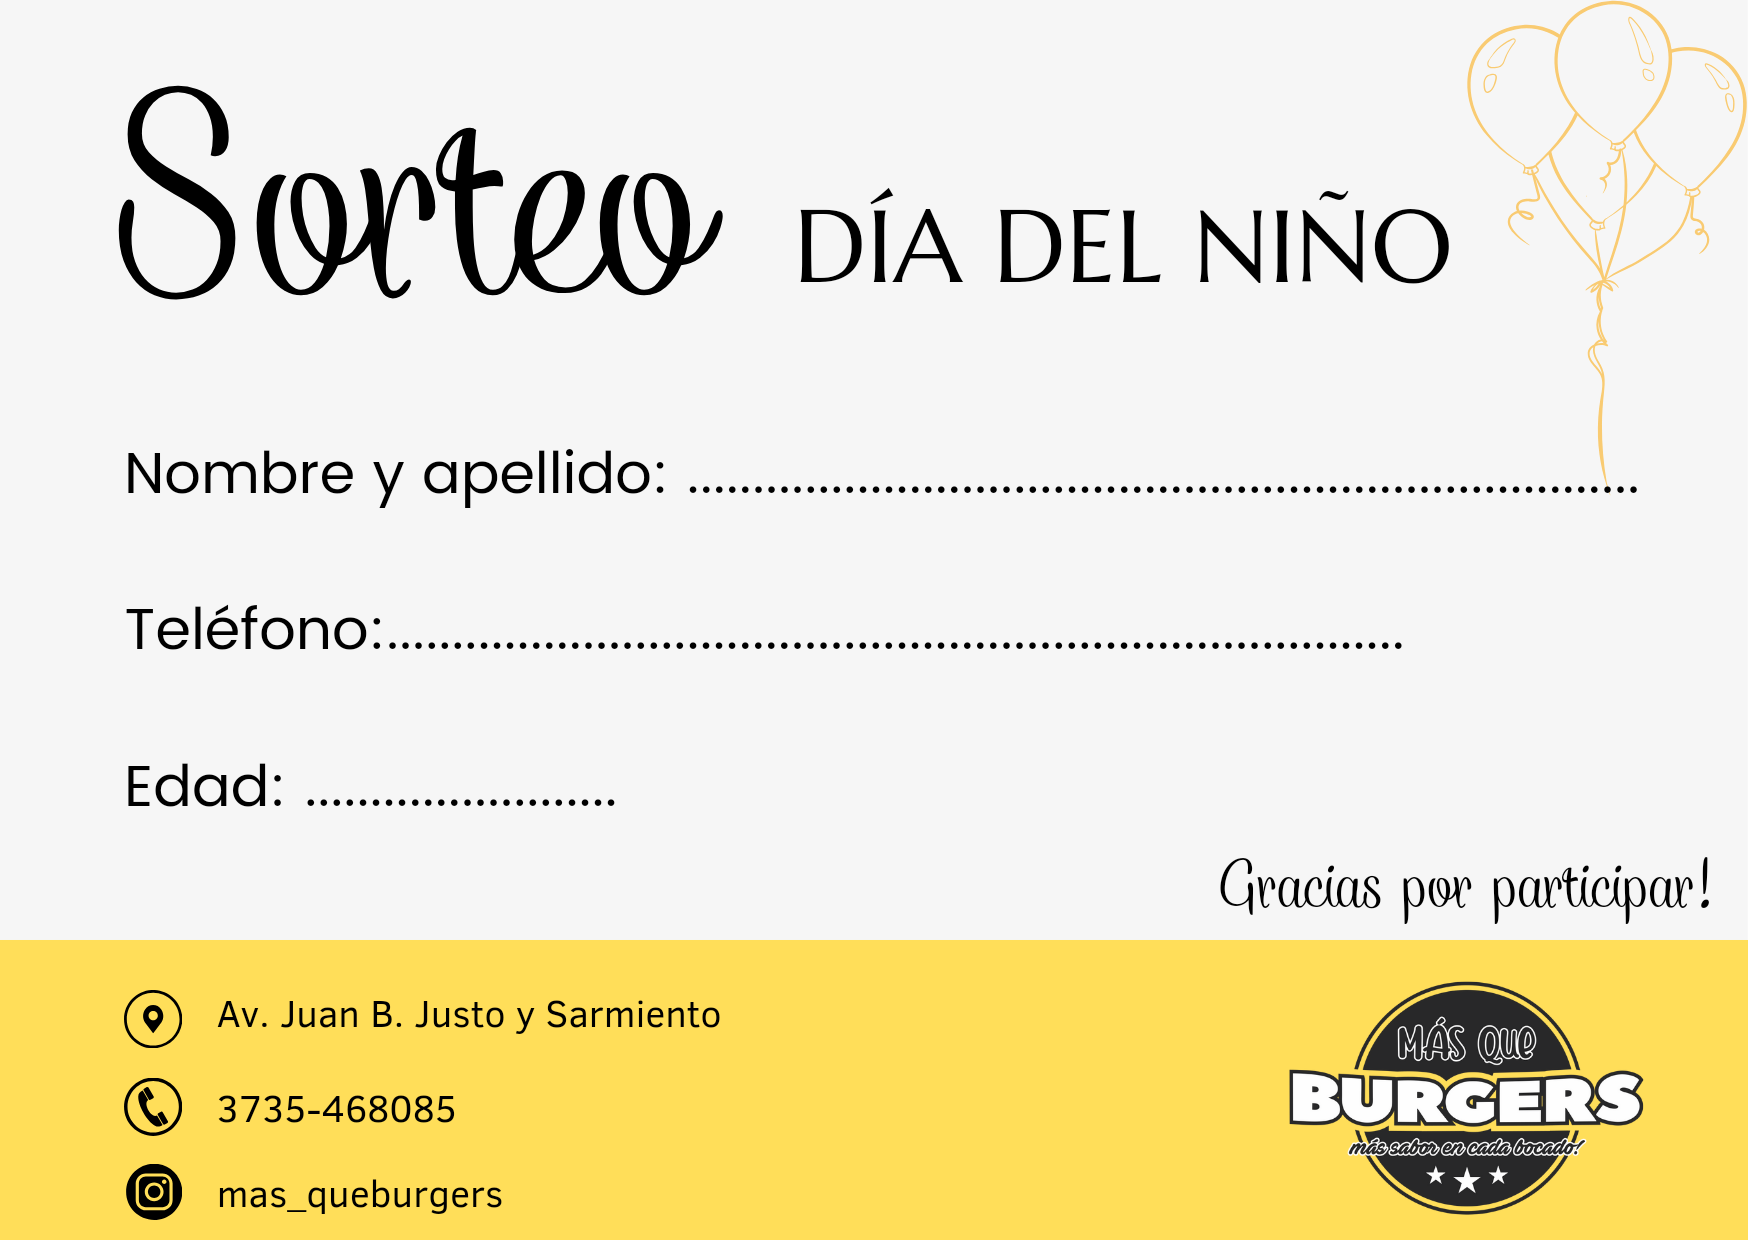 Sorteo DÍA DEL NIÑO
Nombre y apellido: .........................................................................
Teléfono:...............................................................................
Edad: ........................
Gracias por participar!
Av. Juan B. Justo y Sarmiento
3735-468085
mas_queburgers
MÁS QUE
BURGERS
más sabor en cada bocado!